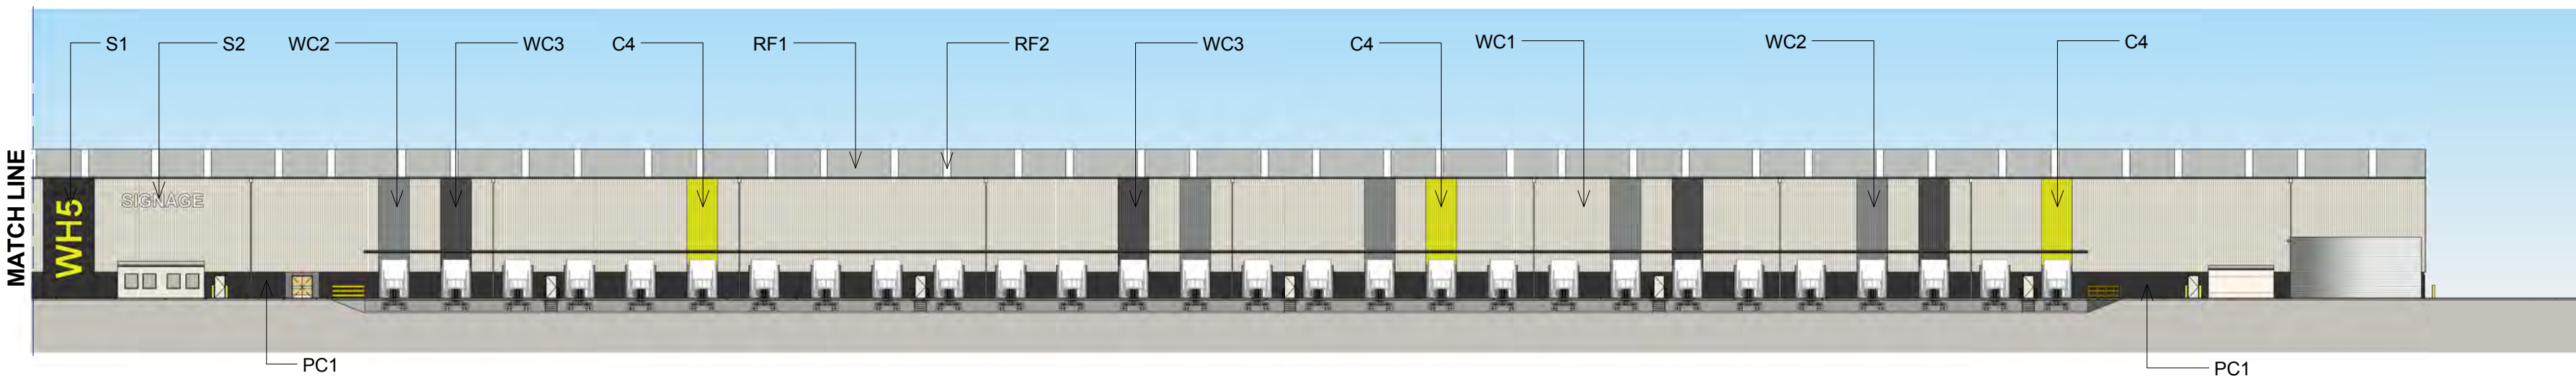 S1
S2
WC2
WC3
C4
RF1
RF2
WC3
C4
WC1
WC2
C4
MATCH LINE
WH5
SIGNAGE
PC1
PC1